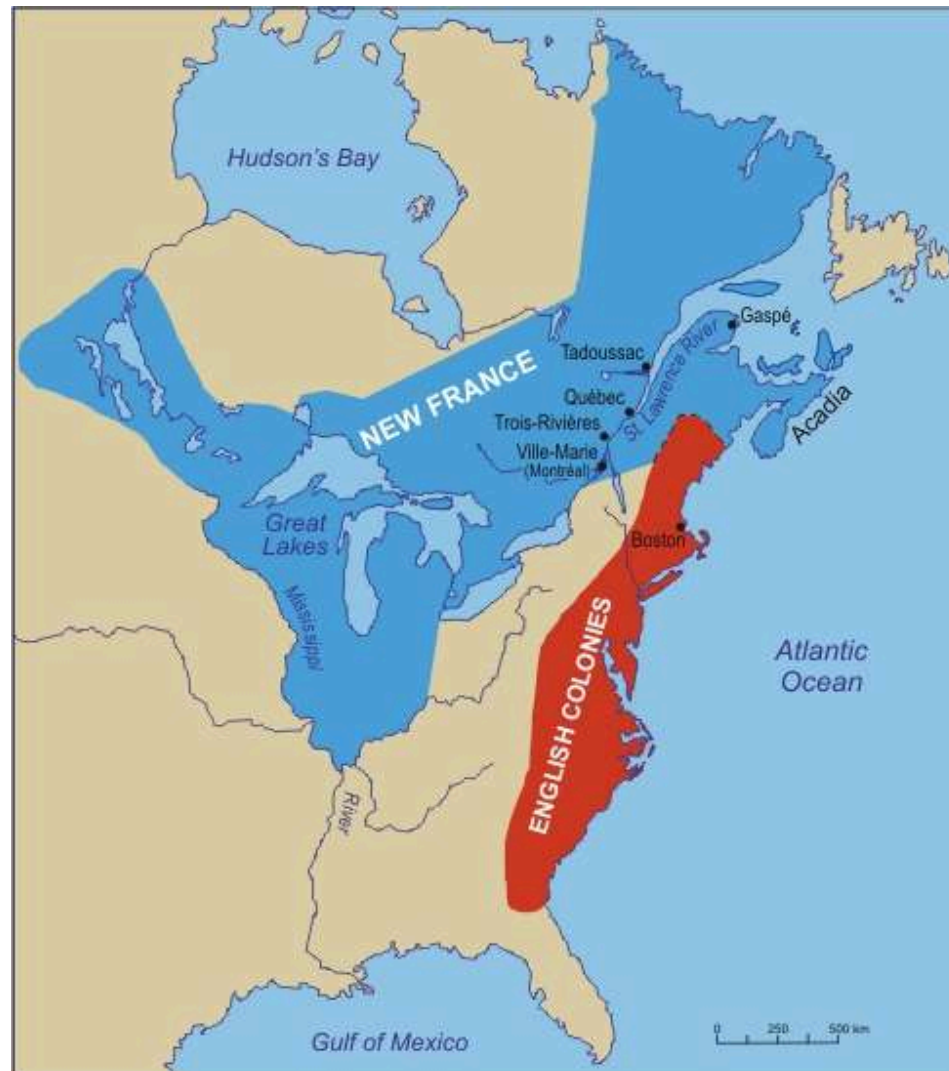 Hudson's Bay
Gaspé
Tadoussac
St Lawrence River
NEW FRANCE
Québec
Acadia
Trois-Rivières
Ville-Marie
(Montréal)
Great
Lakes
Boston
Mississipi
ENGLISH COLONIES
Atlantic
Ocean
River
Gulf of Mexico
0 250 500 km